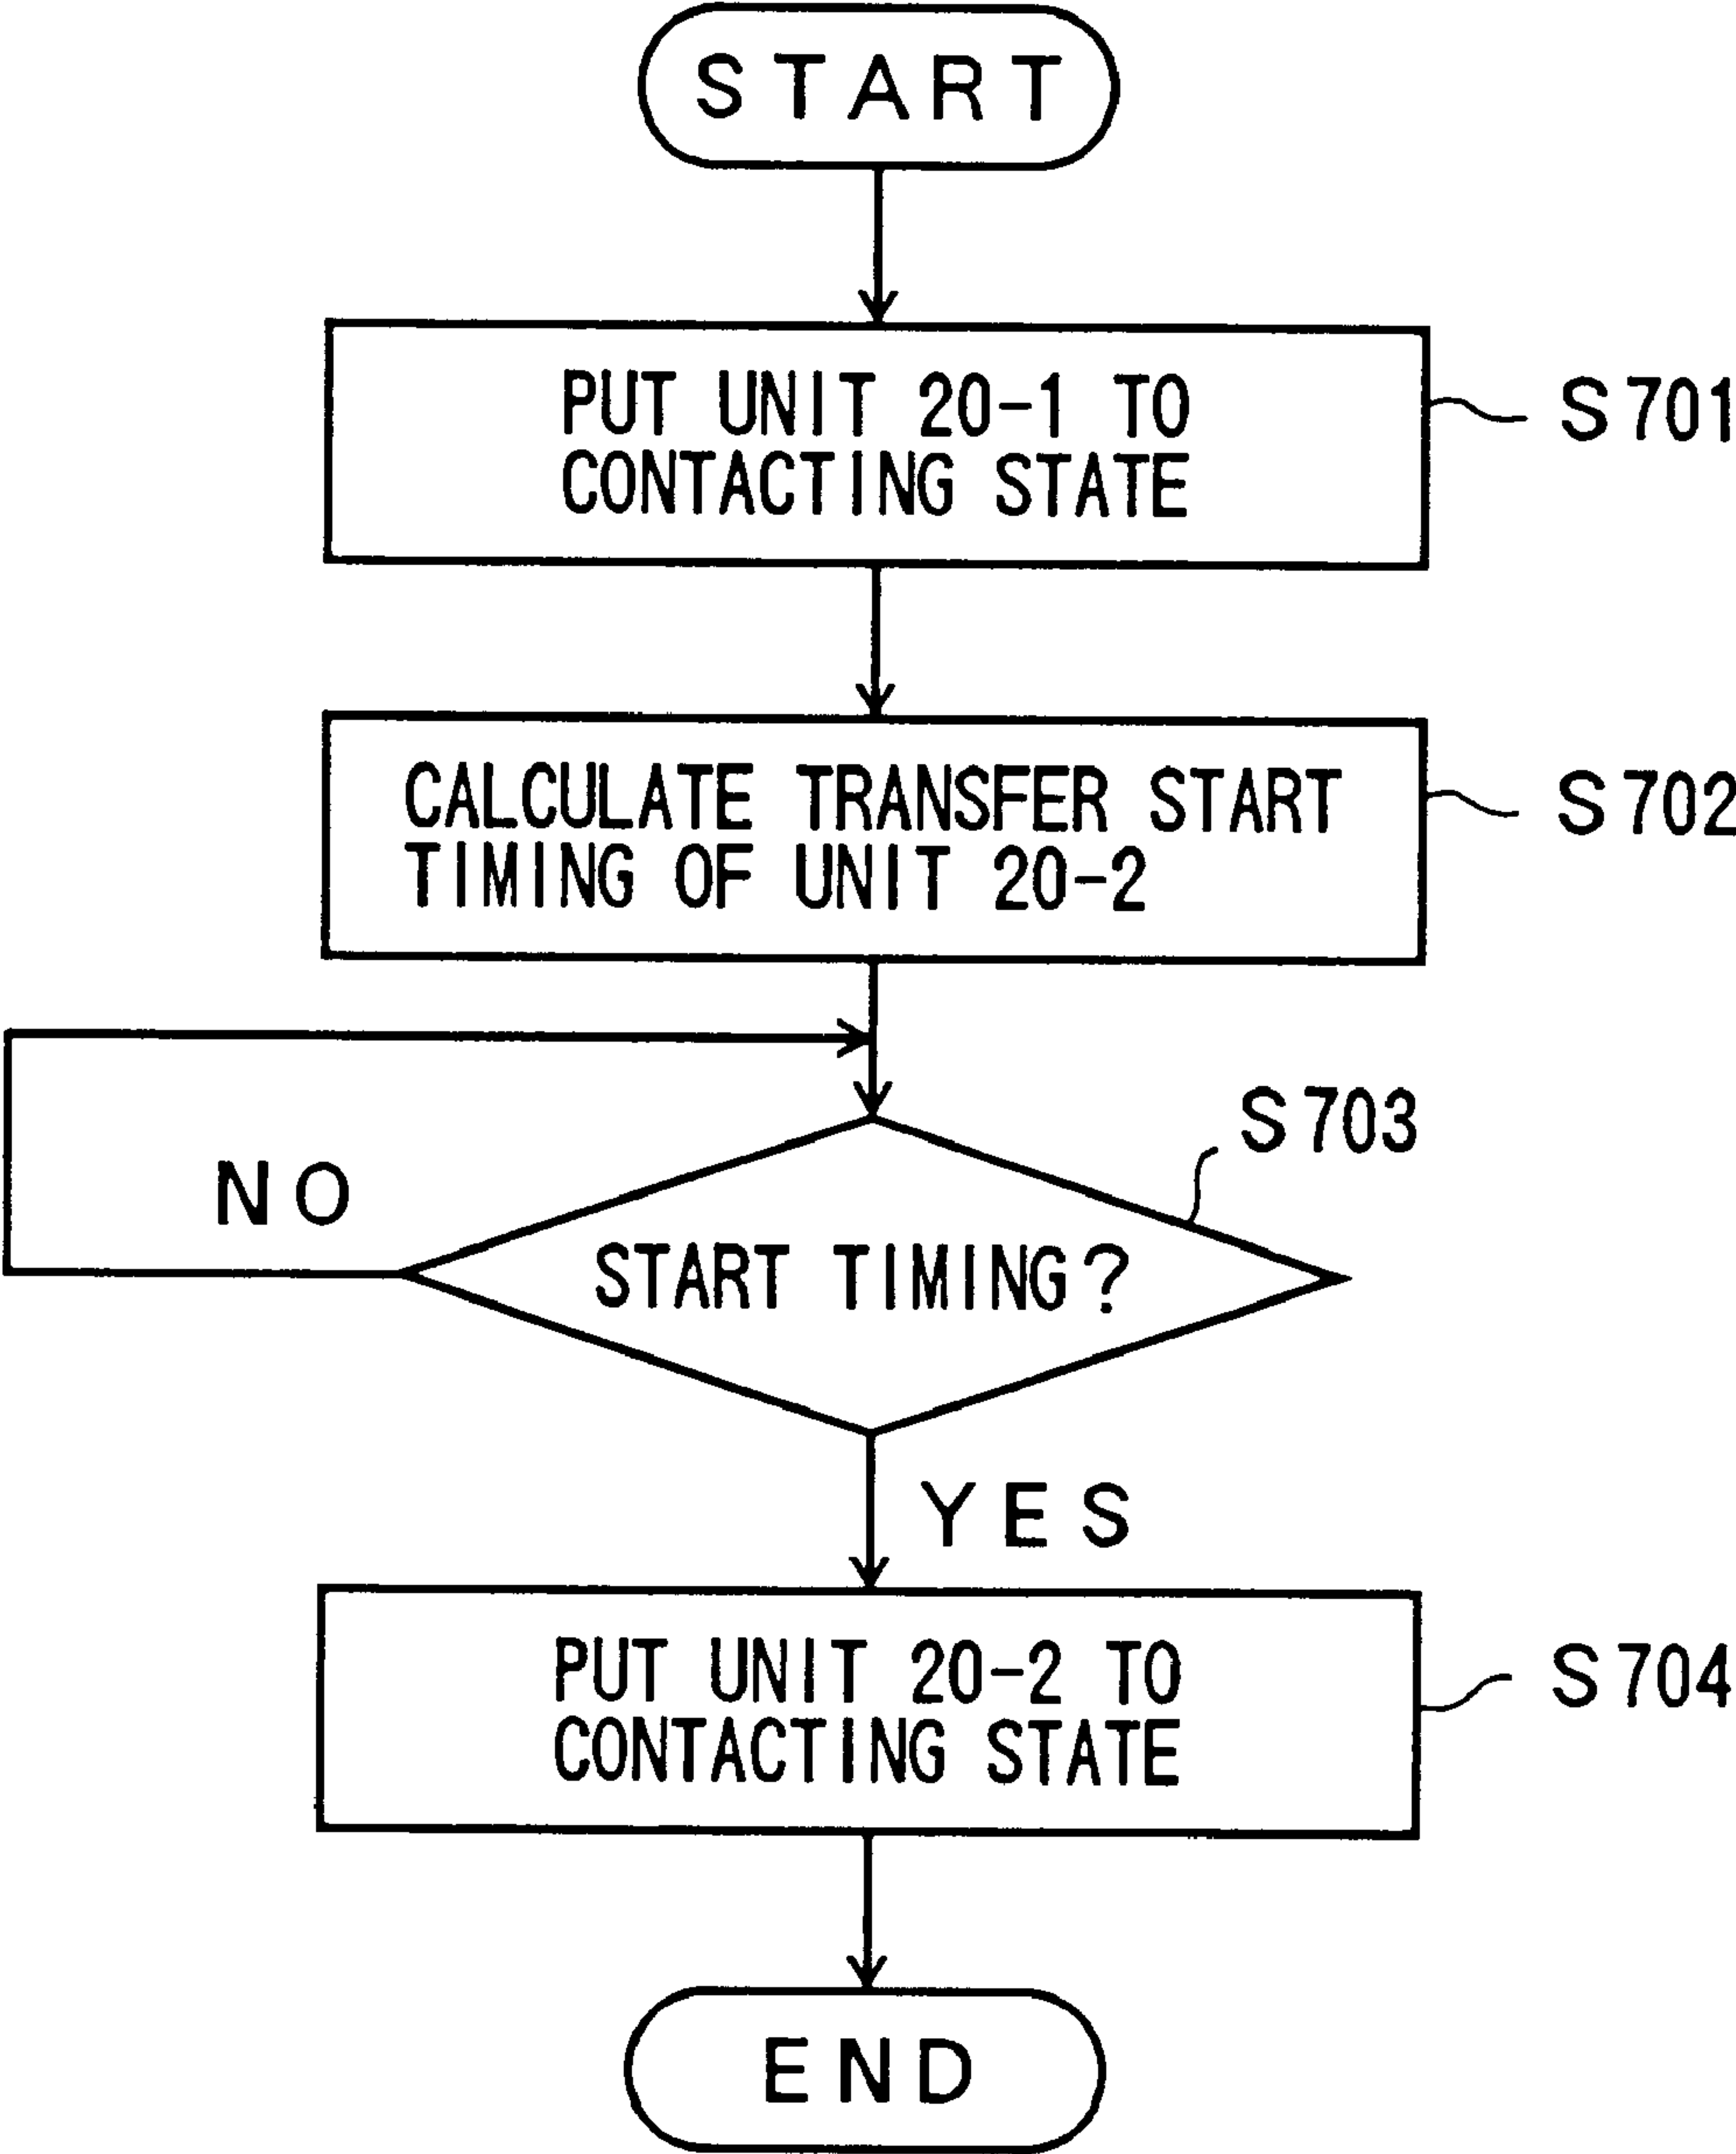 START
PUT UNIT 20-1 TO
CONTACTING STATE
S701
CALCULATE TRANSFER START
TIMING OF UNIT 20-2
S702
S703
NO
START TIMING?
YES
PUT UNIT 20-2 TO
CONTACTING STATE
S704
END